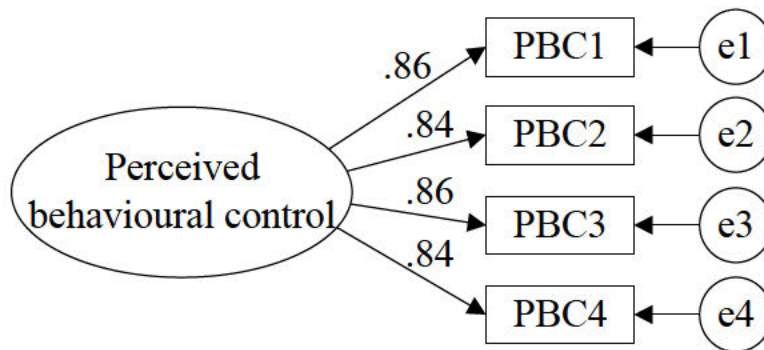 .86
PBC1
e1
.84
PBC2
e2
Perceived
behavioural control
.86
PBC3
e3
.84
PBC4
e4